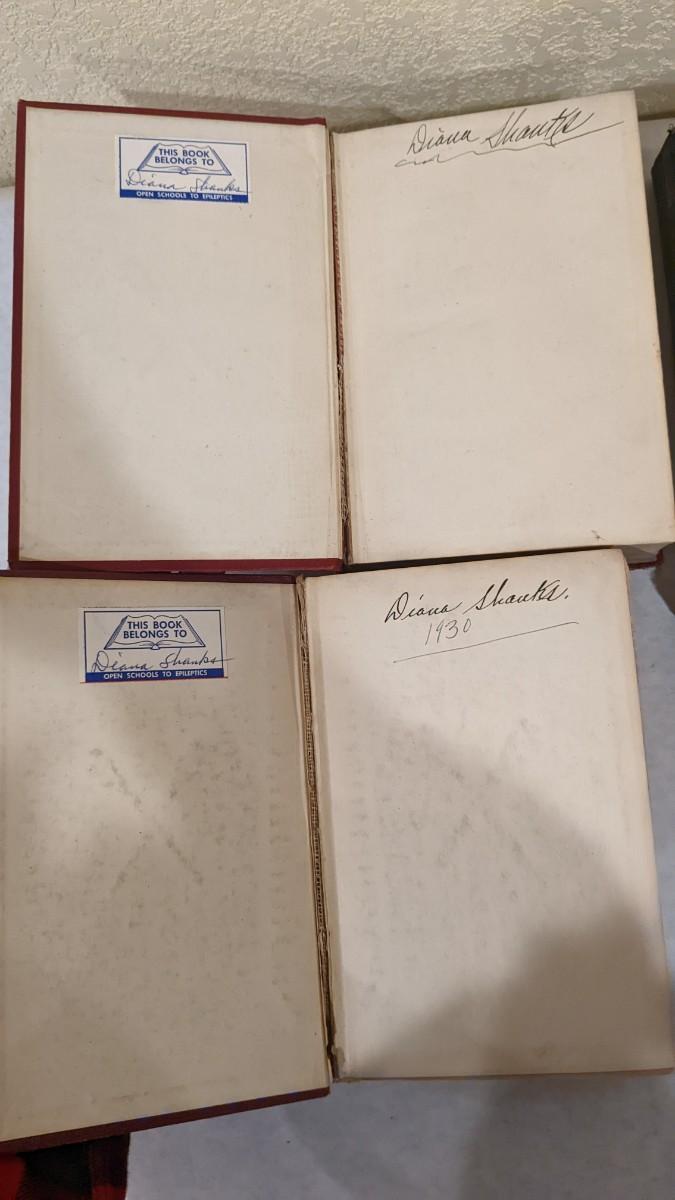 THIS BOOK
BELONGS TO
Diana Shanks
OPEN SCHOOLS TO EPILEPTICS
Diana Shanks
THIS BOOK
BELONGS TO
Diana Shanks
OPEN SCHOOLS TO EPILEPTICS
Diana Shanks.
1930